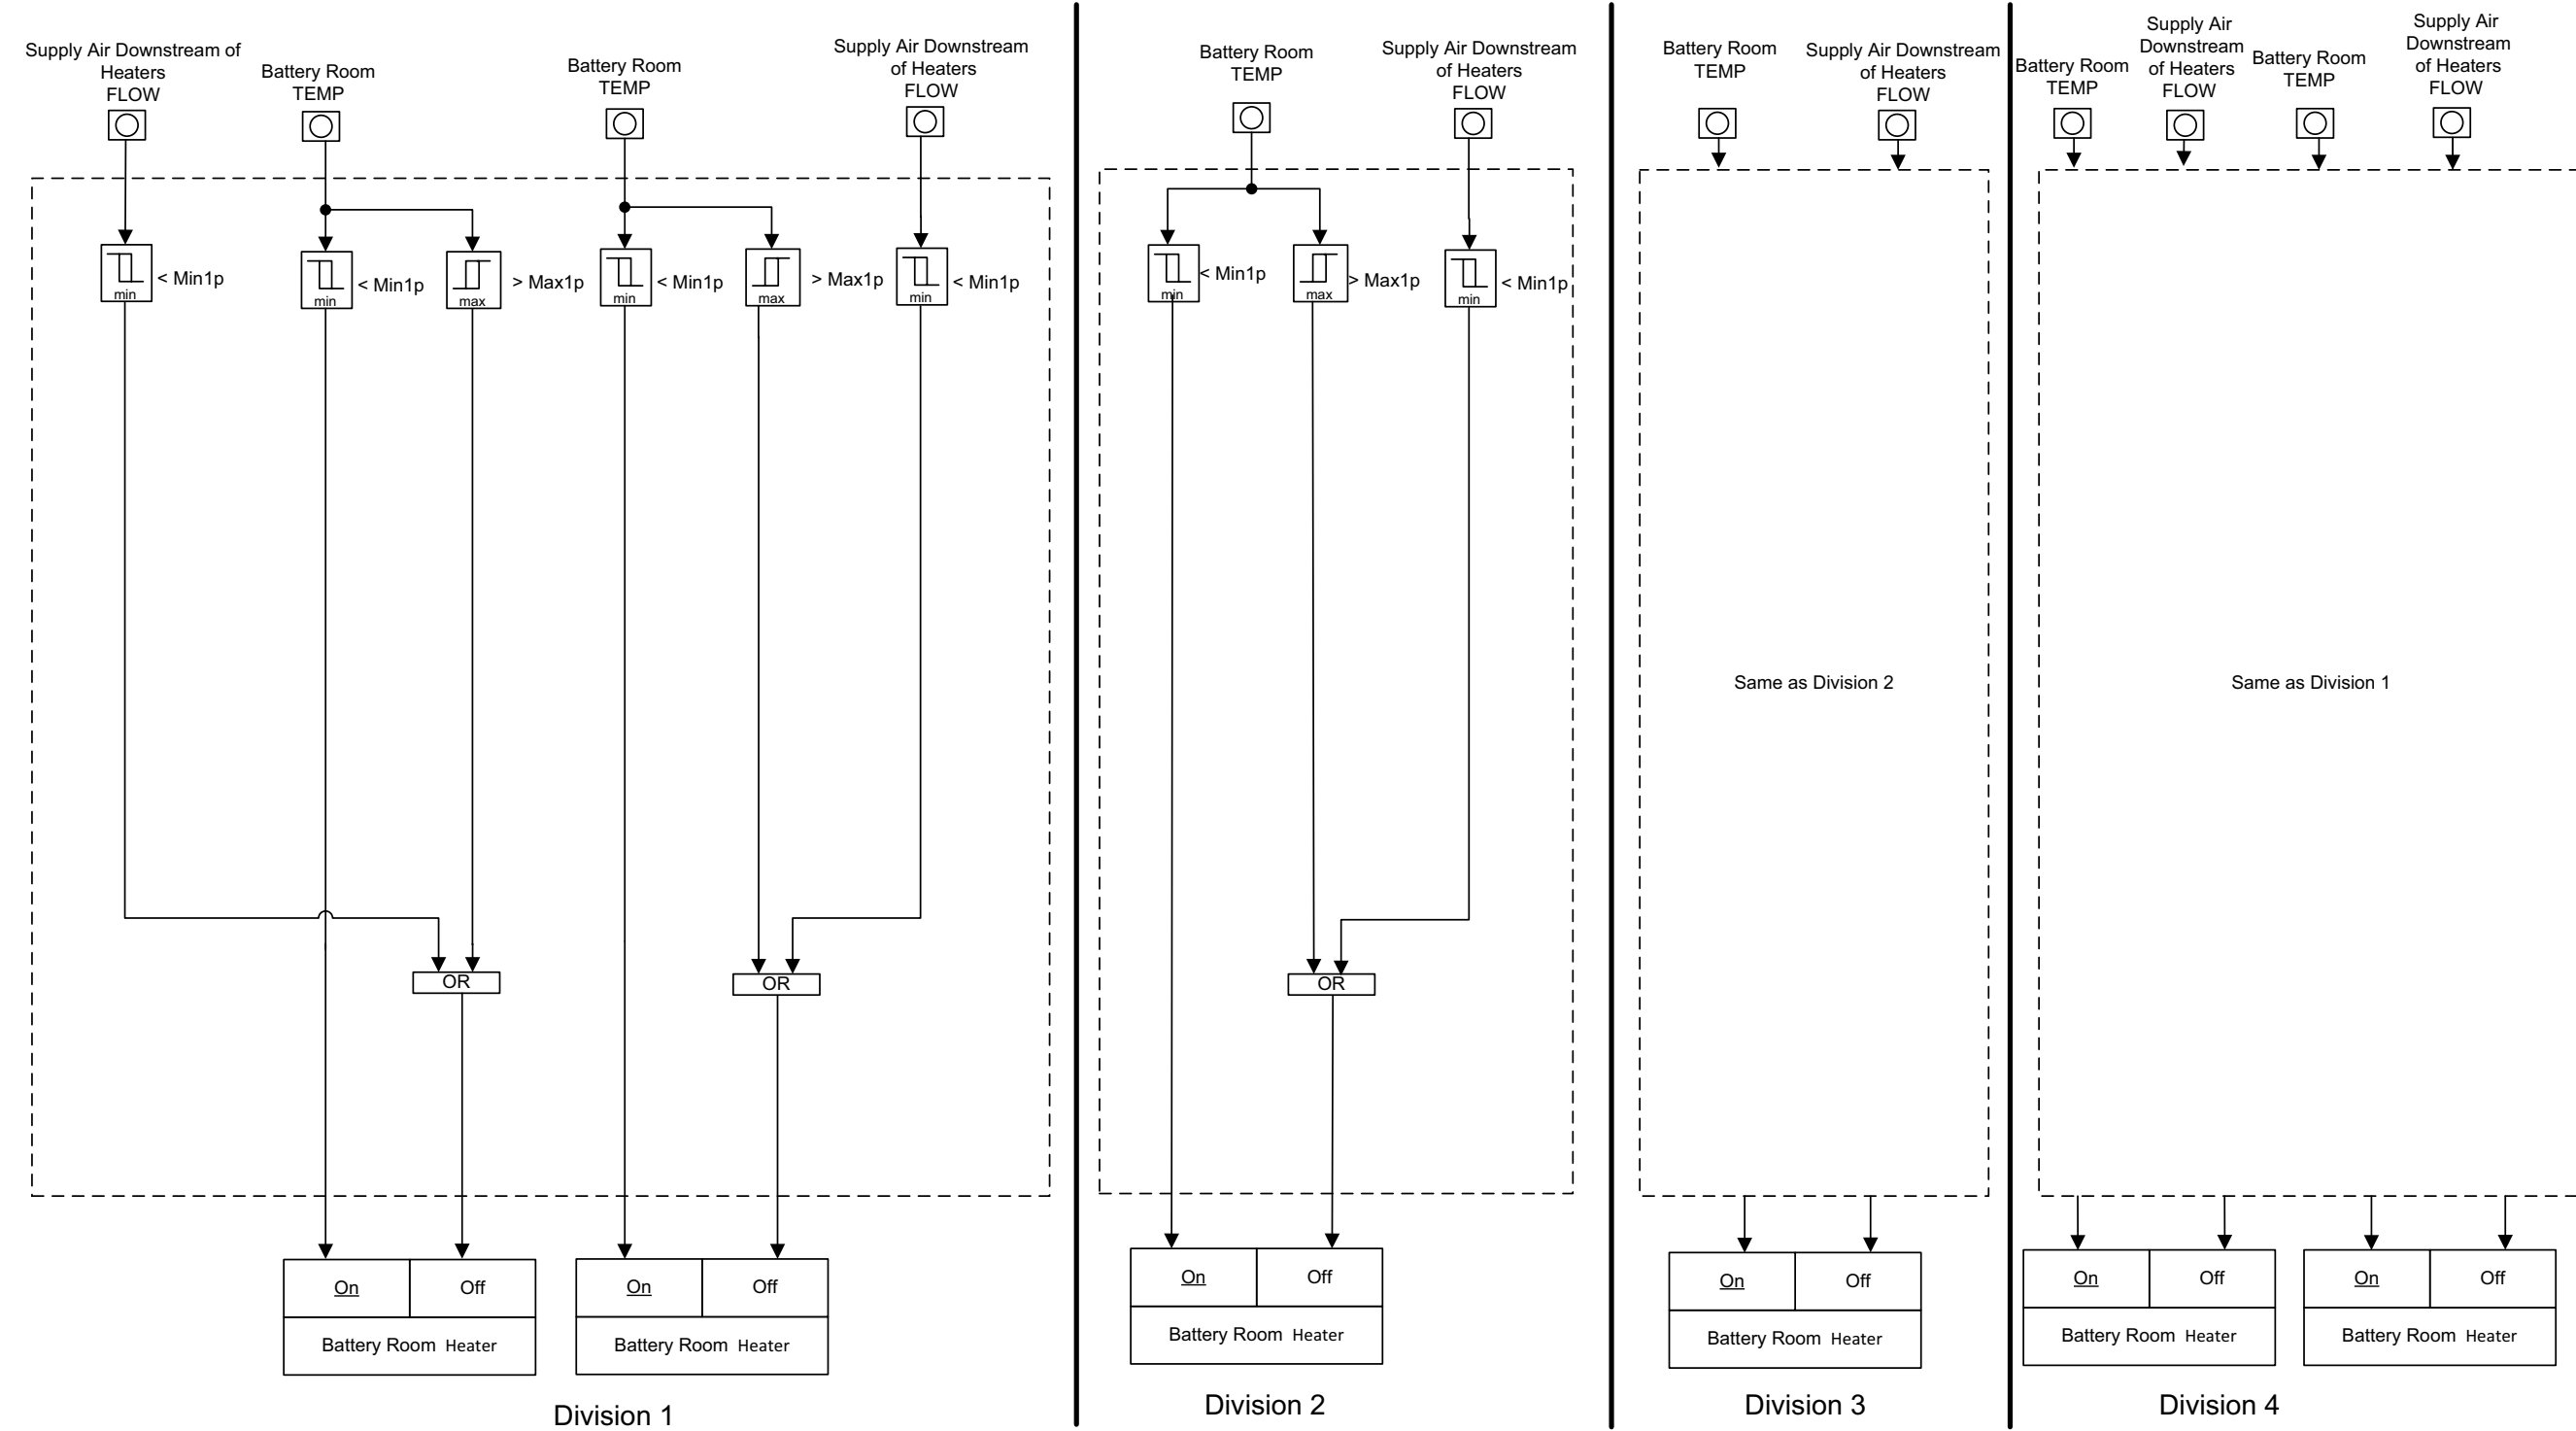 Supply Air Downstream of
Heaters
FLOW
Battery Room
TEMP
Battery Room
TEMP
Supply Air Downstream
of Heaters
FLOW
min
< Min1p
min
< Min1p
max
> Max1p
min
< Min1p
max
> Max1p
min
< Min1p
OR
OR
On
Off
Battery Room Heater
On
Off
Battery Room Heater
Division 1
Battery Room
TEMP
Supply Air Downstream
of Heaters
FLOW
min
< Min1p
max
> Max1p
min
< Min1p
OR
On
Off
Battery Room Heater
Division 2
Battery Room
TEMP
Supply Air Downstream
of Heaters
FLOW
Same as Division 2
On
Off
Battery Room Heater
Division 3
Battery Room
TEMP
Supply Air
Downstream
of Heaters
FLOW
Battery Room
TEMP
Supply Air
Downstream
of Heaters
FLOW
Same as Division 1
On
Off
Battery Room Heater
On
Off
Battery Room Heater
Division 4